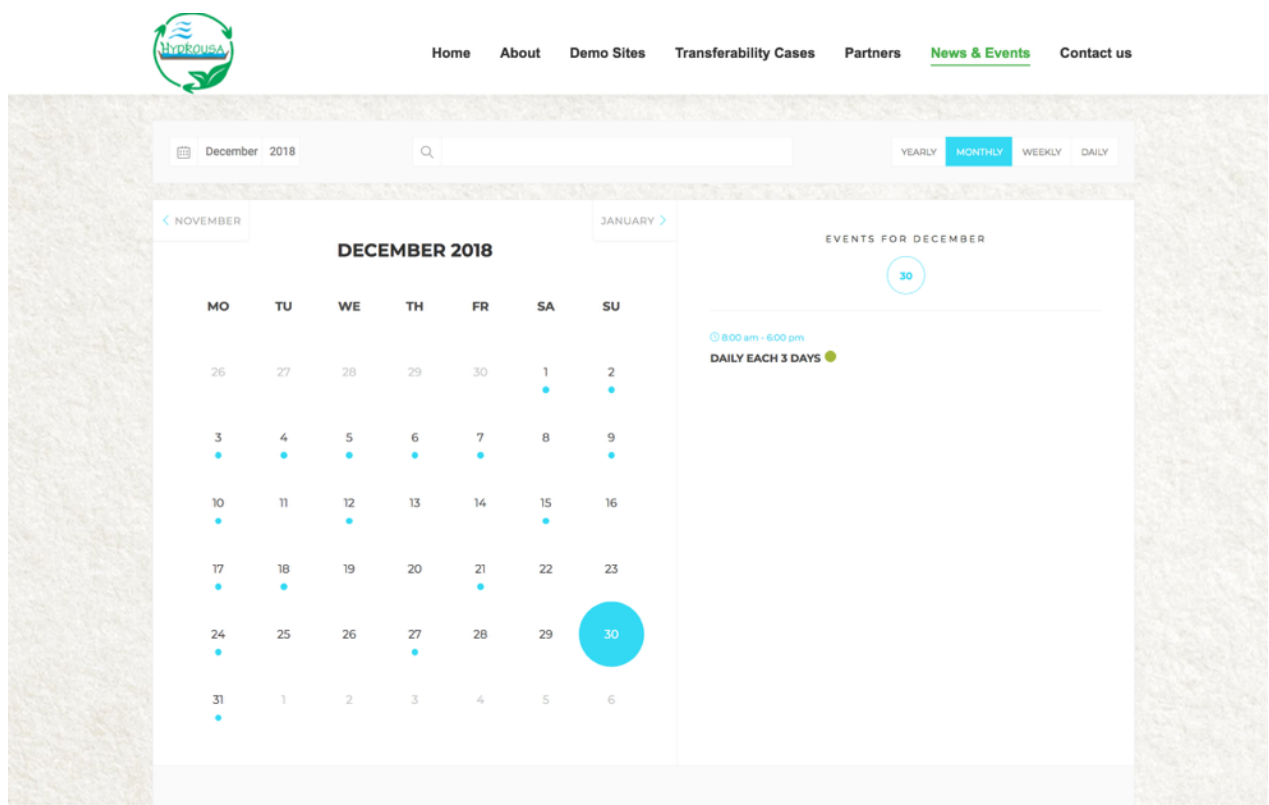 HYDROUSA
Home About Demo Sites Transferability Cases Partners News & Events Contact us
December 2018
YEARLY MONTHLY WEEKLY DAILY
NOVEMBER
JANUARY
DECEMBER 2018
MO TU WE TH FR SA SU
26 27 28 29 30 1 2
3 4 5 6 7 8 9
10 11 12 13 14 15 16
17 18 19 20 21 22 23
24 25 26 27 28 29 30
31 1 2 3 4 5 6
EVENTS FOR DECEMBER
30
8:00 am - 6:00 pm
DAILY EACH 3 DAYS